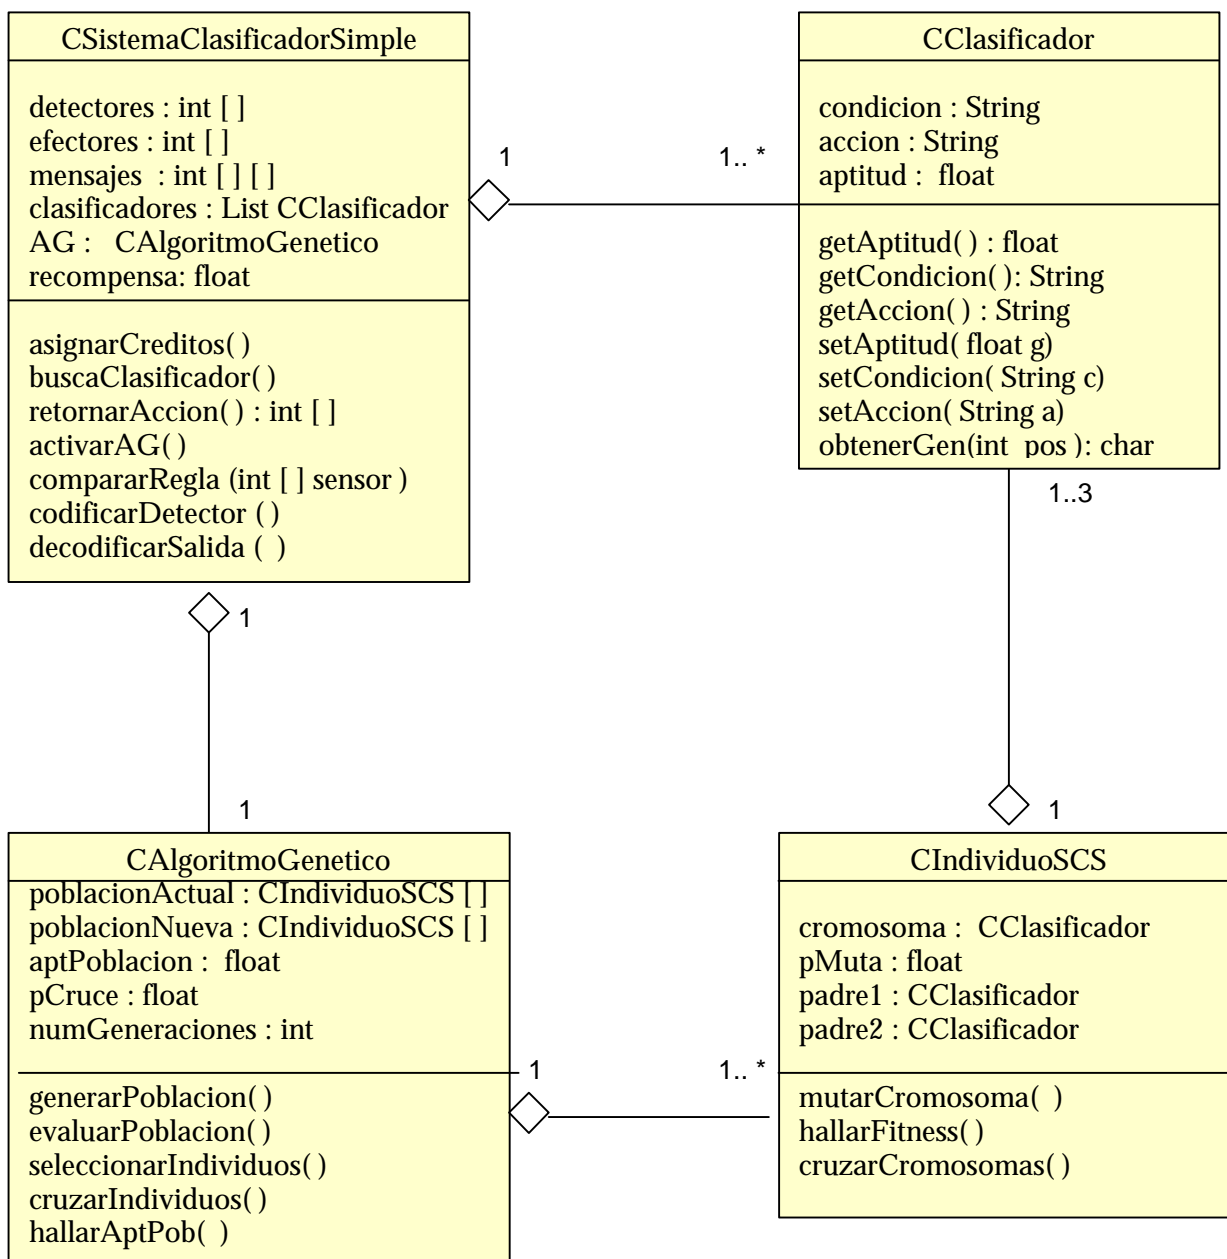 CSistemaClasificadorSimple
detectores : int [ ]
efectores : int [ ]
mensajes : int [ ] [ ]
clasificadores : List CClasificador
AG : CAlgoritmoGenetico
recompensa: float
asignarCreditos( )
buscaClasificador( )
retornarAccion( ) : int [ ]
activarAG( )
compararRegla (int [ ] sensor )
codificarDetector ( )
decodificarSalida ( )
1
1.. *
CClasificador
condicion : String
accion : String
aptitud : float
getAptitud( ) : float
getCondicion( ): String
getAccion( ) : String
setAptitud( float g)
setCondicion( String c)
setAccion( String a)
obtenerGen(int pos ): char
1..3
1
1
1
CAlgoritmoGenetico
poblacionActual : CIndividuoSCS [ ]
poblacionNueva : CIndividuoSCS [ ]
aptPoblacion : float
pCruce : float
numGeneraciones : int
generarPoblacion( )
evaluarPoblacion( )
seleccionarIndividuos( )
cruzarIndividuos( )
hallarAptPob( )
1
1.. *
CIndividuoSCS
cromosoma : CClasificador
pMuta : float
padre1 : CClasificador
padre2 : CClasificador
mutarCromosoma( )
hallarFitness( )
cruzarCromosomas( )